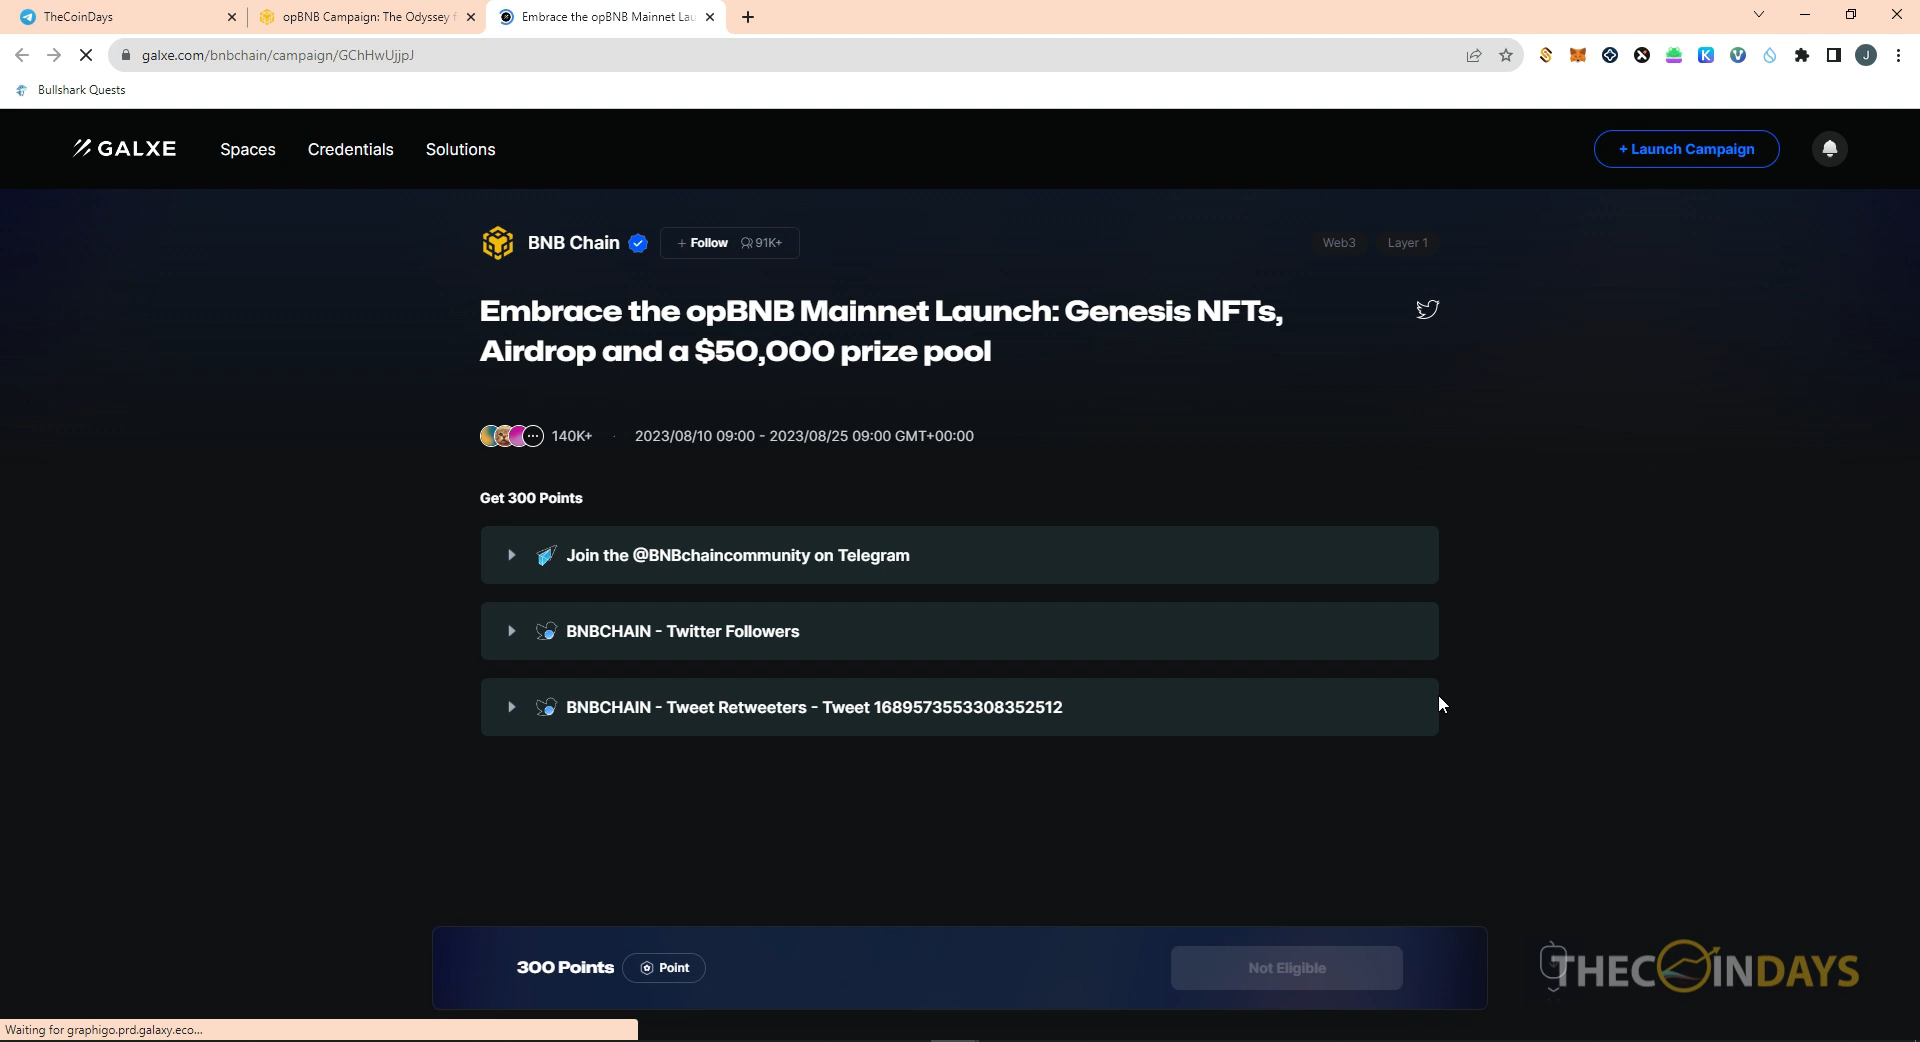 TheCoinDays
opBNB Campaign: The Odyssey f
Embrace the opBNB Mainnet Lau
galxe.com/bnbchain/campaign/GChHwUjjpJ
J
Bullshark Quests
GALXE
Spaces
Credentials
Solutions
+ Launch Campaign
BNB Chain
+ Follow 91K+
Web3
Layer 1
Embrace the opBNB Mainnet Launch: Genesis NFTs,
Airdrop and a $50,000 prize pool
140K+ · 2023/08/10 09:00 - 2023/08/25 09:00 GMT+00:00
Get 300 Points
Join the @BNBchaincommunity on Telegram
BNBCHAIN - Twitter Followers
BNBCHAIN - Tweet Retweeters - Tweet 1689573553308352512
300 Points
Point
Not Eligible
THECOINDAYS
Waiting for graphigo.prd.galaxy.eco...